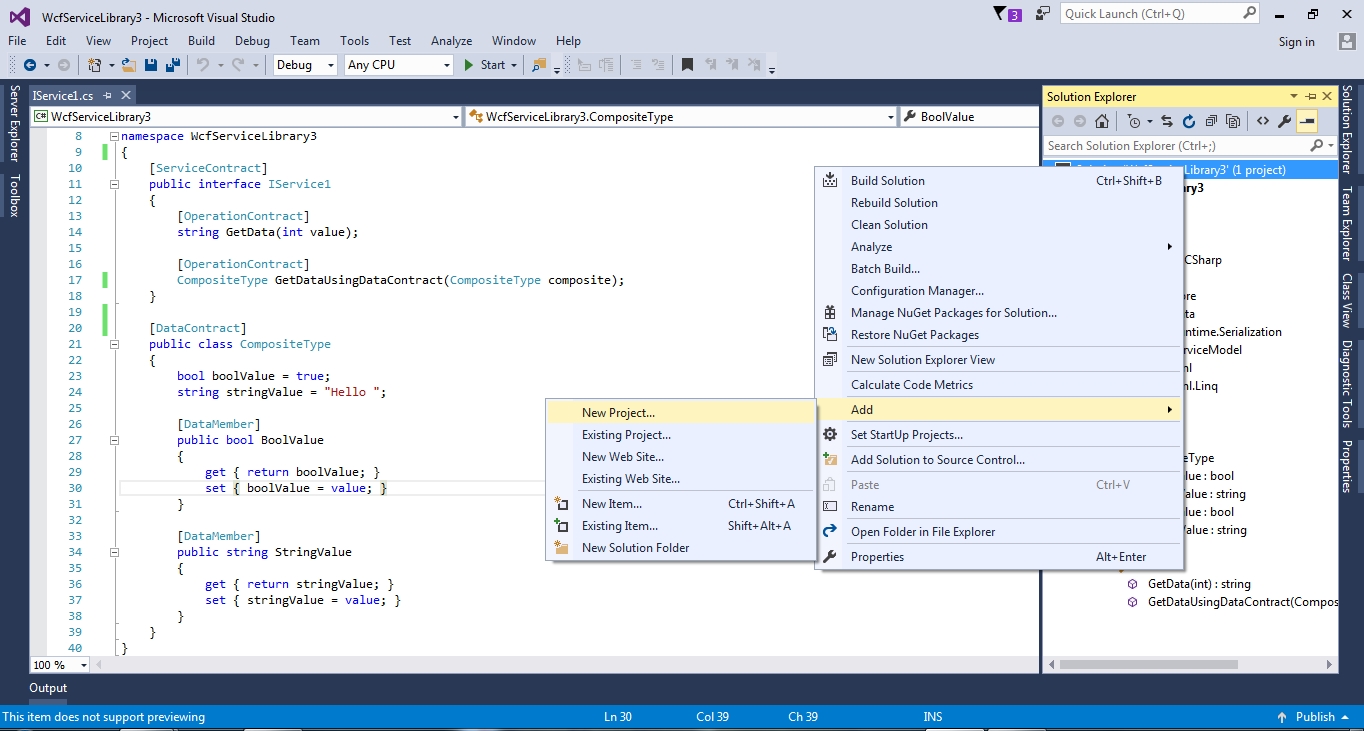 WcfServiceLibrary3 - Microsoft Visual Studio
3
Quick Launch (Ctrl+Q)
File Edit View Project Build Debug Team Tools Test Analyze Window Help
Sign in
Debug Any CPU Start
Server Explorer
Toolbox
IService1.cs
WcfServiceLibrary3 WcfServiceLibrary3.CompositeType BoolValue
8 namespace WcfServiceLibrary3
9 {
10 [ServiceContract]
11 public interface IService1
12 {
13 [OperationContract]
14 string GetData(int value);
15
16 [OperationContract]
17 CompositeType GetDataUsingDataContract(CompositeType composite);
18 }
19
20 [DataContract]
21 public class CompositeType
22 {
23 bool boolValue = true;
24 string stringValue = "Hello ";
25
26 [DataMember]
27 public bool BoolValue
28 {
29 get { return boolValue; }
30 set { boolValue = value; }
31 }
32
33 [DataMember]
34 public string StringValue
35 {
36 get { return stringValue; }
37 set { stringValue = value; }
38 }
39 }
40 }
100 %
New Project...
Existing Project...
New Web Site...
Existing Web Site...
New Item... Ctrl+Shift+A
Existing Item... Shift+Alt+A
New Solution Folder
Build Solution Ctrl+Shift+B
Rebuild Solution
Clean Solution
Analyze
Batch Build...
Configuration Manager...
Manage NuGet Packages for Solution...
Restore NuGet Packages
New Solution Explorer View
Calculate Code Metrics
Add
Set StartUp Projects...
Add Solution to Source Control...
Paste Ctrl+V
Rename
Open Folder in File Explorer
Properties Alt+Enter
Solution Explorer
Search Solution Explorer (Ctrl+;)
Library3' (1 project)
ary3
CSharp
ore
ta
ntime.Serialization
rviceModel
ml
ml.Linq
eType
alue : bool
Value : string
lue : bool
Value : string
GetData(int) : string
GetDataUsingDataContract(Compos
Solution Explorer
Team Explorer
Class View
Diagnostic Tools
Properties
Output
This item does not support previewing Ln 30 Col 39 Ch 39 INS Publish